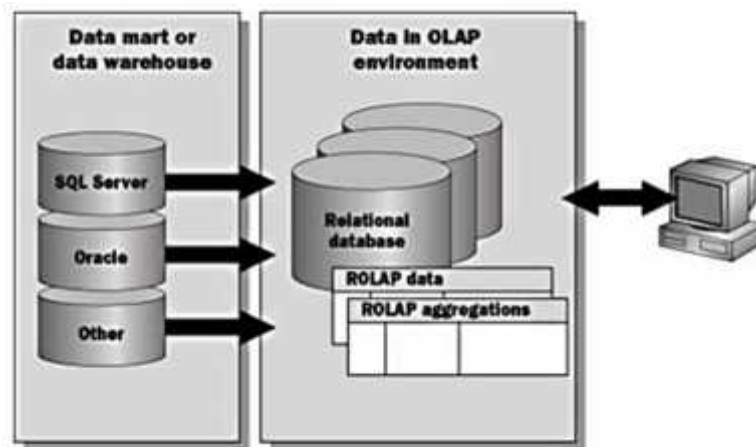 Data mart or
data warehouse
SQL Server
Oracle
Other
Data in OLAP
environment
Relational
database
ROLAP data
ROLAP aggregations